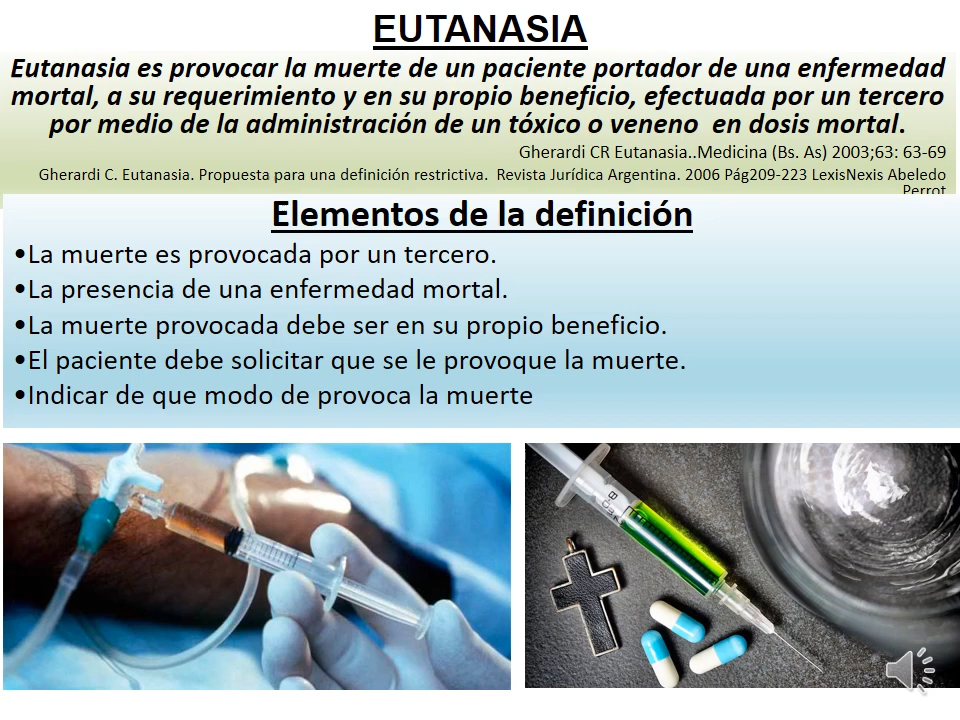 EUTANASIA
Eutanasia es provocar la muerte de un paciente portador de una enfermedad
mortal, a su requerimiento y en su propio beneficio, efectuada por un tercero
por medio de la administración de un tóxico o veneno  en dosis mortal.
Gherardi CR Eutanasia..Medicina (Bs. As) 2003;63: 63-69
Gherardi C. Eutanasia. Propuesta para una definición restrictiva.  Revista Jurídica Argentina. 2006 Pág209-223 LexisNexis Abeledo
Perrot
Elementos de la definición
•La muerte es provocada por un tercero.
•La presencia de una enfermedad mortal.
•La muerte provocada debe ser en su propio beneficio.
•El paciente debe solicitar que se le provoque la muerte.
•Indicar de que modo de provoca la muerte